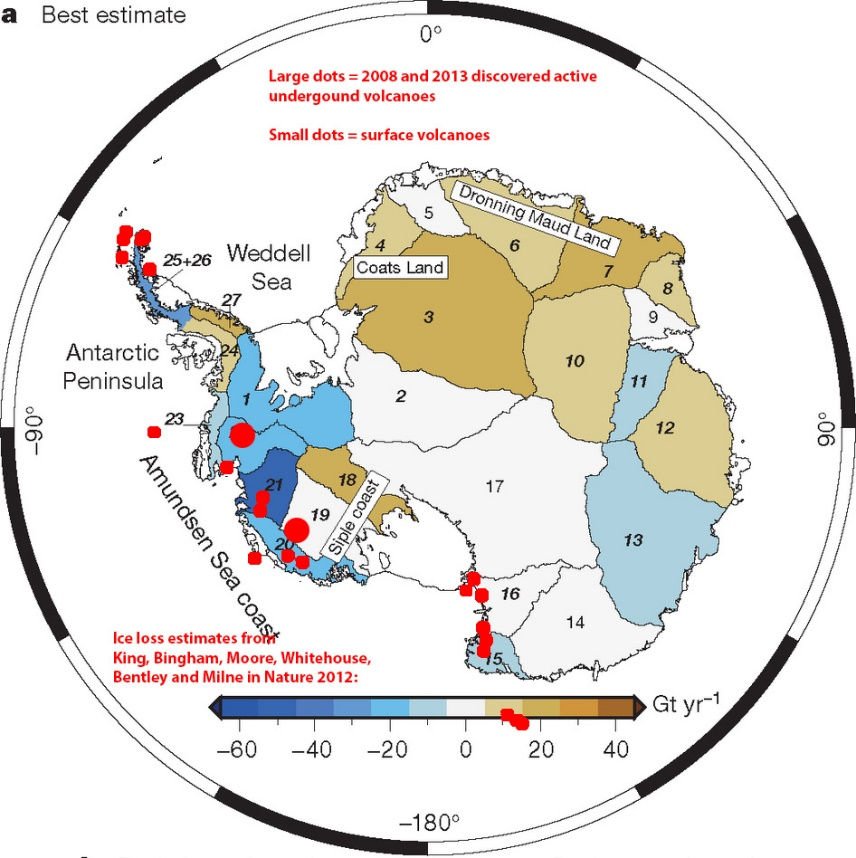 a Best estimate
0°
Large dots = 2008 and 2013 discovered active
undergound volcanoes
Small dots = surface volcanoes
5
Dronning Maud Land
4
6
7
Coats Land
8
9
25+26
Weddell
Sea
27
3
24
Antarctic
Peninsula
10
11
1
2
12
23
-90°
90°
Amundsen Sea coast
21
18
17
19
Siple coast
20
13
16
14
15
Ice loss estimates from
King, Bingham, Moore, Whitehouse,
Bentley and Milne in Nature 2012:
Gt yr⁻¹
−60 −40 −20 0 20 40
−180°